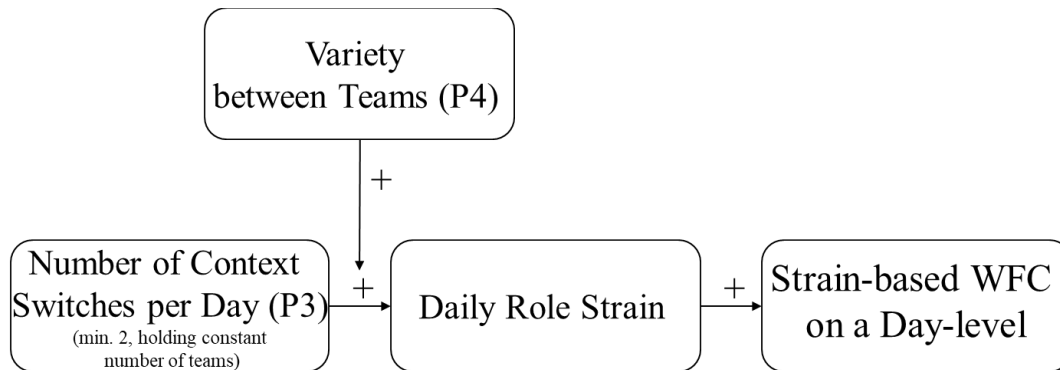 Variety
between Teams (P4)
+
Number of Context
Switches per Day (P3)
(min. 2, holding constant
number of teams)
+
Daily Role Strain
+
Strain-based WFC
on a Day-level